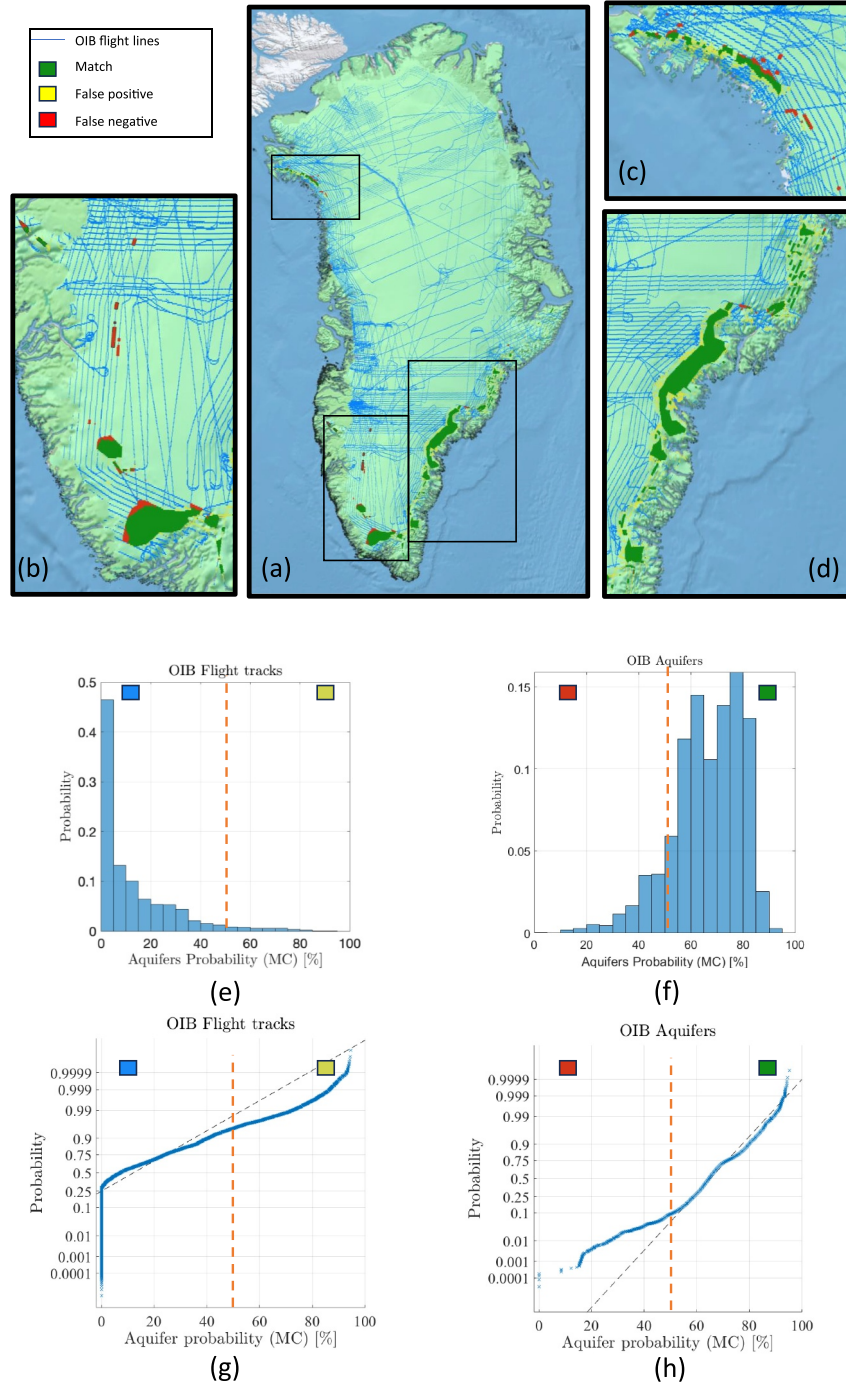 OIB flight lines
Match
False positive
False negative
(a)
(b)
(c)
(d)
OIB Flight tracks
0.5
0.4
0.3
0.2
0.1
0
Probability
0 20 40 60 80 100
Aquifers Probability (MC) [%]
(e)
OIB Aquifers
0.15
0.1
0.05
0
Probability
0 20 40 60 80 100
Aquifers Probability (MC) [%]
(f)
OIB Flight tracks
0.9999
0.999
0.99
0.9
0.75
0.5
0.25
0.1
0.01
0.001
0.0001
Probability
0 20 40 60 80 100
Aquifer probability (MC) [%]
(g)
OIB Aquifers
0.9999
0.999
0.99
0.9
0.75
0.5
0.25
0.1
0.01
0.001
0.0001
Probability
0 20 40 60 80 100
Aquifer probability (MC) [%]
(h)